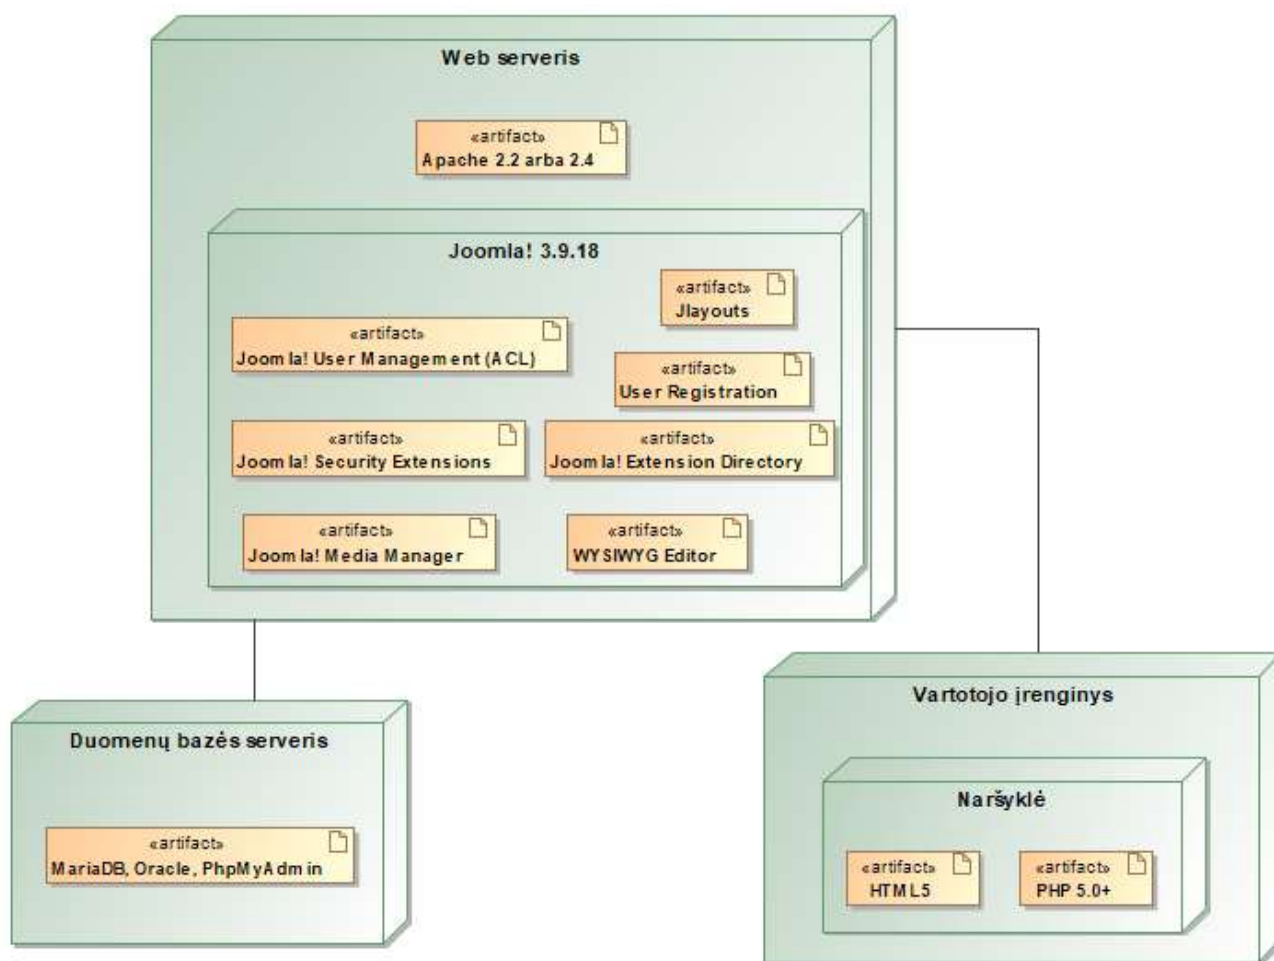 Web serveris
«artifact»
Apache 2.2 arba 2.4
Joomla! 3.9.18
«artifact»
Jlayouts
«artifact»
Joomla! User Management (ACL)
«artifact»
User Registration
«artifact»
Joomla! Security Extensions
«artifact»
Joomla! Extension Directory
«artifact»
Joomla! Media Manager
«artifact»
WYSIWYG Editor
Duomenų bazės serveris
«artifact»
MariaDB, Oracle, PhpMyAdmin
Vartotojo įrenginys
Naršyklė
«artifact»
HTML5
«artifact»
PHP 5.0+